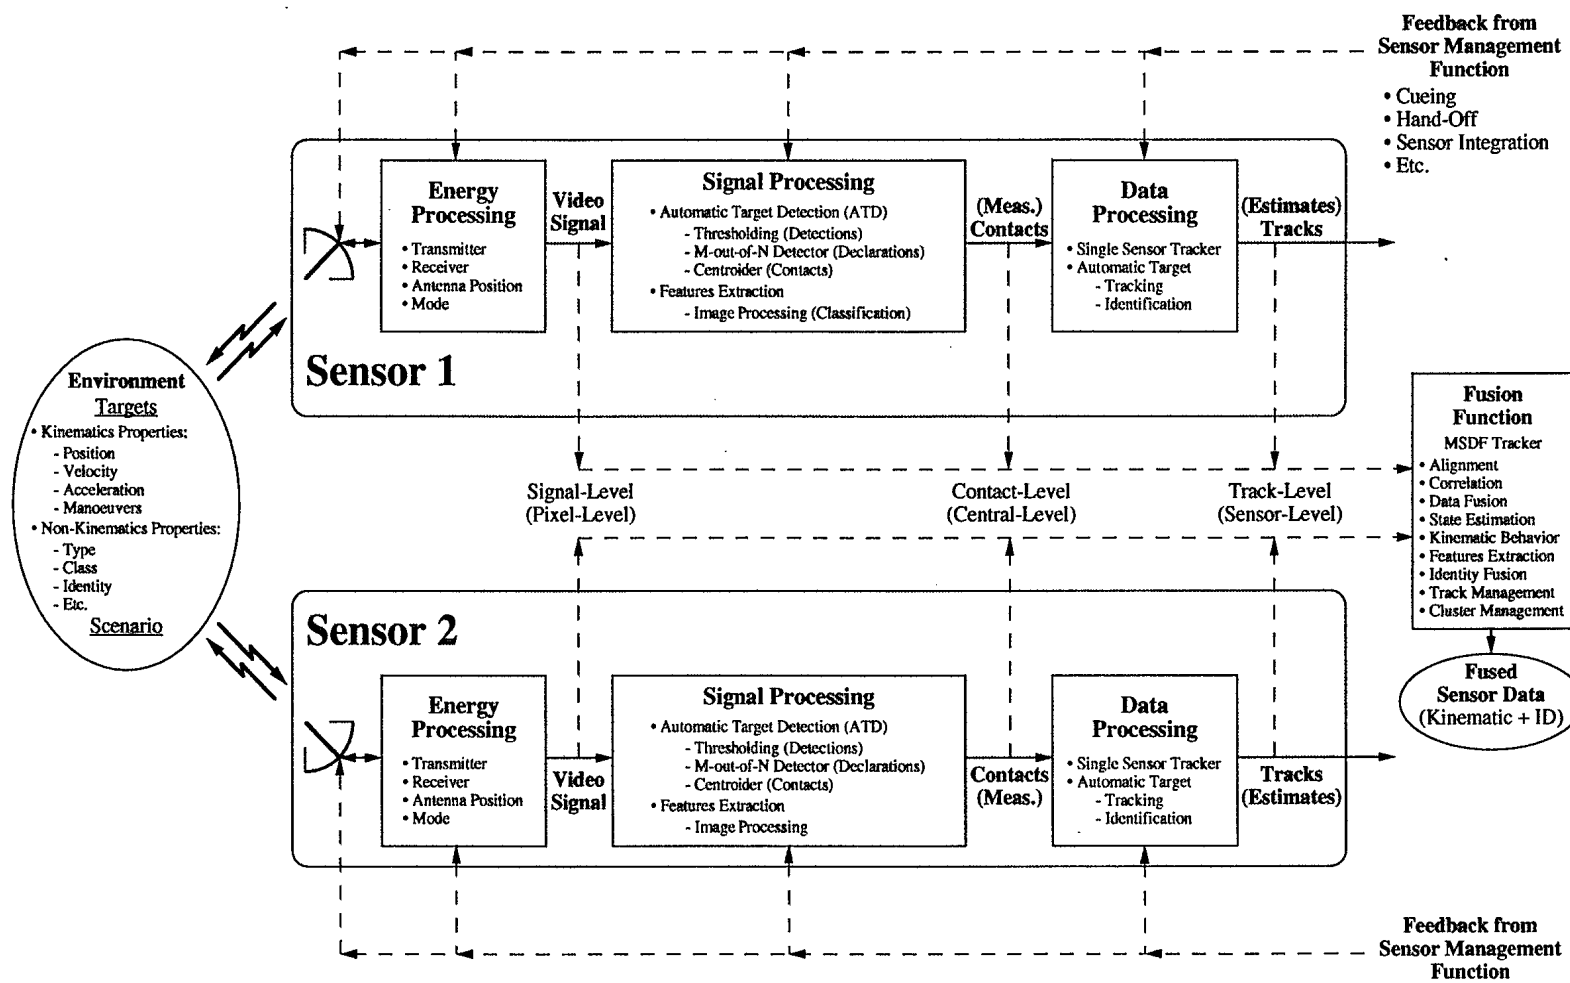 Feedback from
Sensor Management
Function
• Cueing
• Hand-Off
• Sensor Integration
• Etc.
Energy
Processing
• Transmitter
• Receiver
• Antenna Position
• Mode
Video
Signal
Signal Processing
• Automatic Target Detection (ATD)
- Thresholding (Detections)
- M-out-of-N Detector (Declarations)
- Centroider (Contacts)
• Features Extraction
- Image Processing (Classification)
(Meas.)
Contacts
Data
Processing
• Single Sensor Tracker
• Automatic Target
- Tracking
- Identification
(Estimates)
Tracks
Sensor 1
Environment
Targets
• Kinematics Properties:
- Position
- Velocity
- Acceleration
- Manoeuvers
• Non-Kinematics Properties:
- Type
- Class
- Identity
- Etc.
Scenario
Signal-Level
(Pixel-Level)
Contact-Level
(Central-Level)
Track-Level
(Sensor-Level)
Fusion
Function
MSDF Tracker
• Alignment
• Correlation
• Data Fusion
• State Estimation
• Kinematic Behavior
• Features Extraction
• Identity Fusion
• Track Management
• Cluster Management
Fused
Sensor Data
(Kinematic + ID)
Sensor 2
Energy
Processing
• Transmitter
• Receiver
• Antenna Position
• Mode
Video
Signal
Signal Processing
• Automatic Target Detection (ATD)
- Thresholding (Detections)
- M-out-of-N Detector (Declarations)
- Centroider (Contacts)
• Features Extraction
- Image Processing
Contacts
(Meas.)
Data
Processing
• Single Sensor Tracker
• Automatic Target
- Tracking
- Identification
Tracks
(Estimates)
Feedback from
Sensor Management
Function